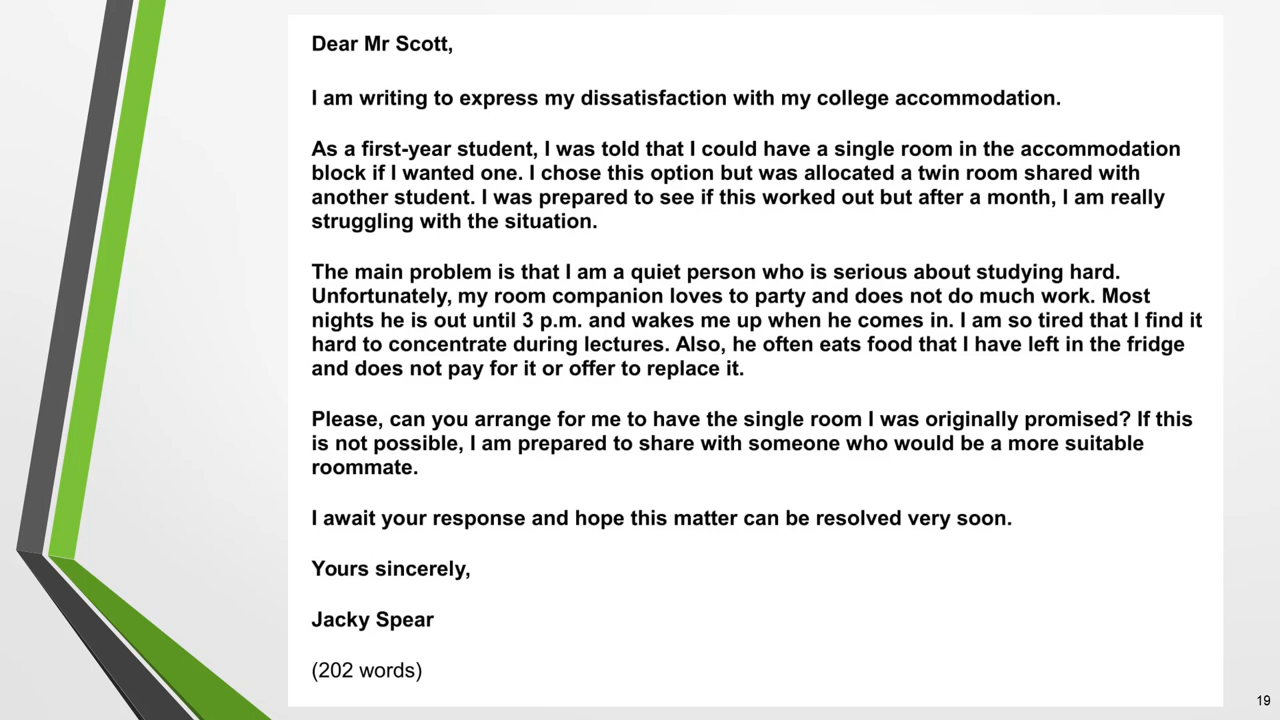 Dear Mr Scott,
I am writing to express my dissatisfaction with my college accommodation.
As a first-year student, I was told that I could have a single room in the accommodation
block if I wanted one. I chose this option but was allocated a twin room shared with
another student. I was prepared to see if this worked out but after a month, I am really
struggling with the situation.
The main problem is that I am a quiet person who is serious about studying hard.
Unfortunately, my room companion loves to party and does not do much work. Most
nights he is out until 3 p.m. and wakes me up when he comes in. I am so tired that I find it
hard to concentrate during lectures. Also, he often eats food that I have left in the fridge
and does not pay for it or offer to replace it.
Please, can you arrange for me to have the single room I was originally promised? If this
is not possible, I am prepared to share with someone who would be a more suitable
roommate.
I await your response and hope this matter can be resolved very soon.
Yours sincerely,
Jacky Spear
(202 words)
19